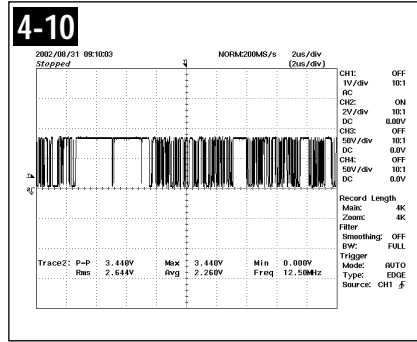 4-10
2002/08/31 09:10:03 NORM:200MS/s 2us/div
Stopped (2us/div)
CH1: OFF
1V/div 10:1
AC
CH2: ON
2V/div 10:1
DC 0.00V
CH3: OFF
50V/div 10:1
DC 0.0V
CH4: OFF
50V/div 10:1
DC 0.0V
Record Length
Main: 4K
Zoom: 4K
Filter
Smoothing: OFF
BW: FULL
Trigger
Mode: AUTO
Type: EDGE
Source: CH1
Trace2: P-P 3.440V Max 3.440V Min 0.000V
Rms 2.644V Avg 2.260V Freq 12.50MHz